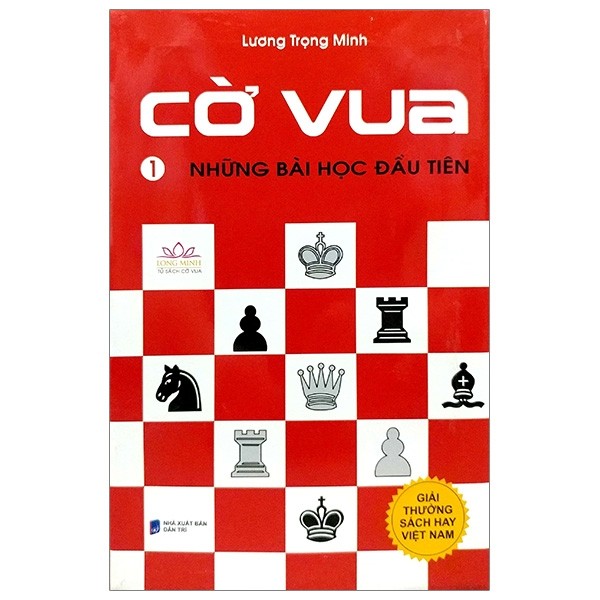 Lương Trọng Minh
CỜ VUA
1 NHỮNG BÀI HỌC ĐẦU TIÊN
LONG MINH
TỦ SÁCH CỜ VUA
NHÀ XUẤT BẢN
DÂN TRÍ
GIẢI
THƯỞNG
SÁCH HAY
VIỆT NAM